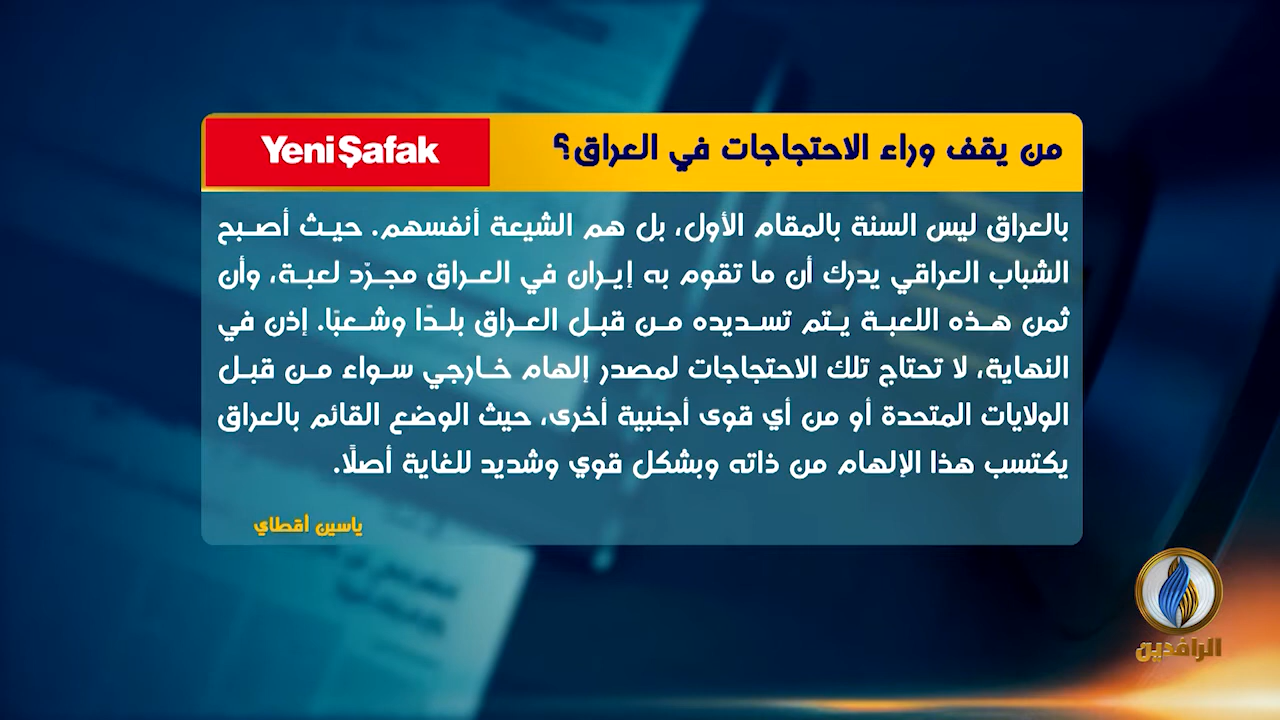 من يقف وراء الاحتجاجات في العراق؟
Yeni Şafak
بالعراق ليس السنة بالمقام الأول، بل هم الشيعة أنفسهم. حيث أصبح
الشباب العراقي يدرك أن ما تقوم به إيران في العراق مجرّد لعبة، وأن
ثمن هذه اللعبة يتم تسديده من قبل العراق بلدًا وشعبًا. إذن في
النهاية، لا تحتاج تلك الاحتجاجات لمصدر إلهام خارجي سواء من قبل
الولايات المتحدة أو من أي قوى أجنبية أخرى، حيث الوضع القائم بالعراق
يكتسب هذا الإلهام من ذاته وبشكل قوي وشديد للغاية أصلًا.
ياسين أقطاي
الرافدين